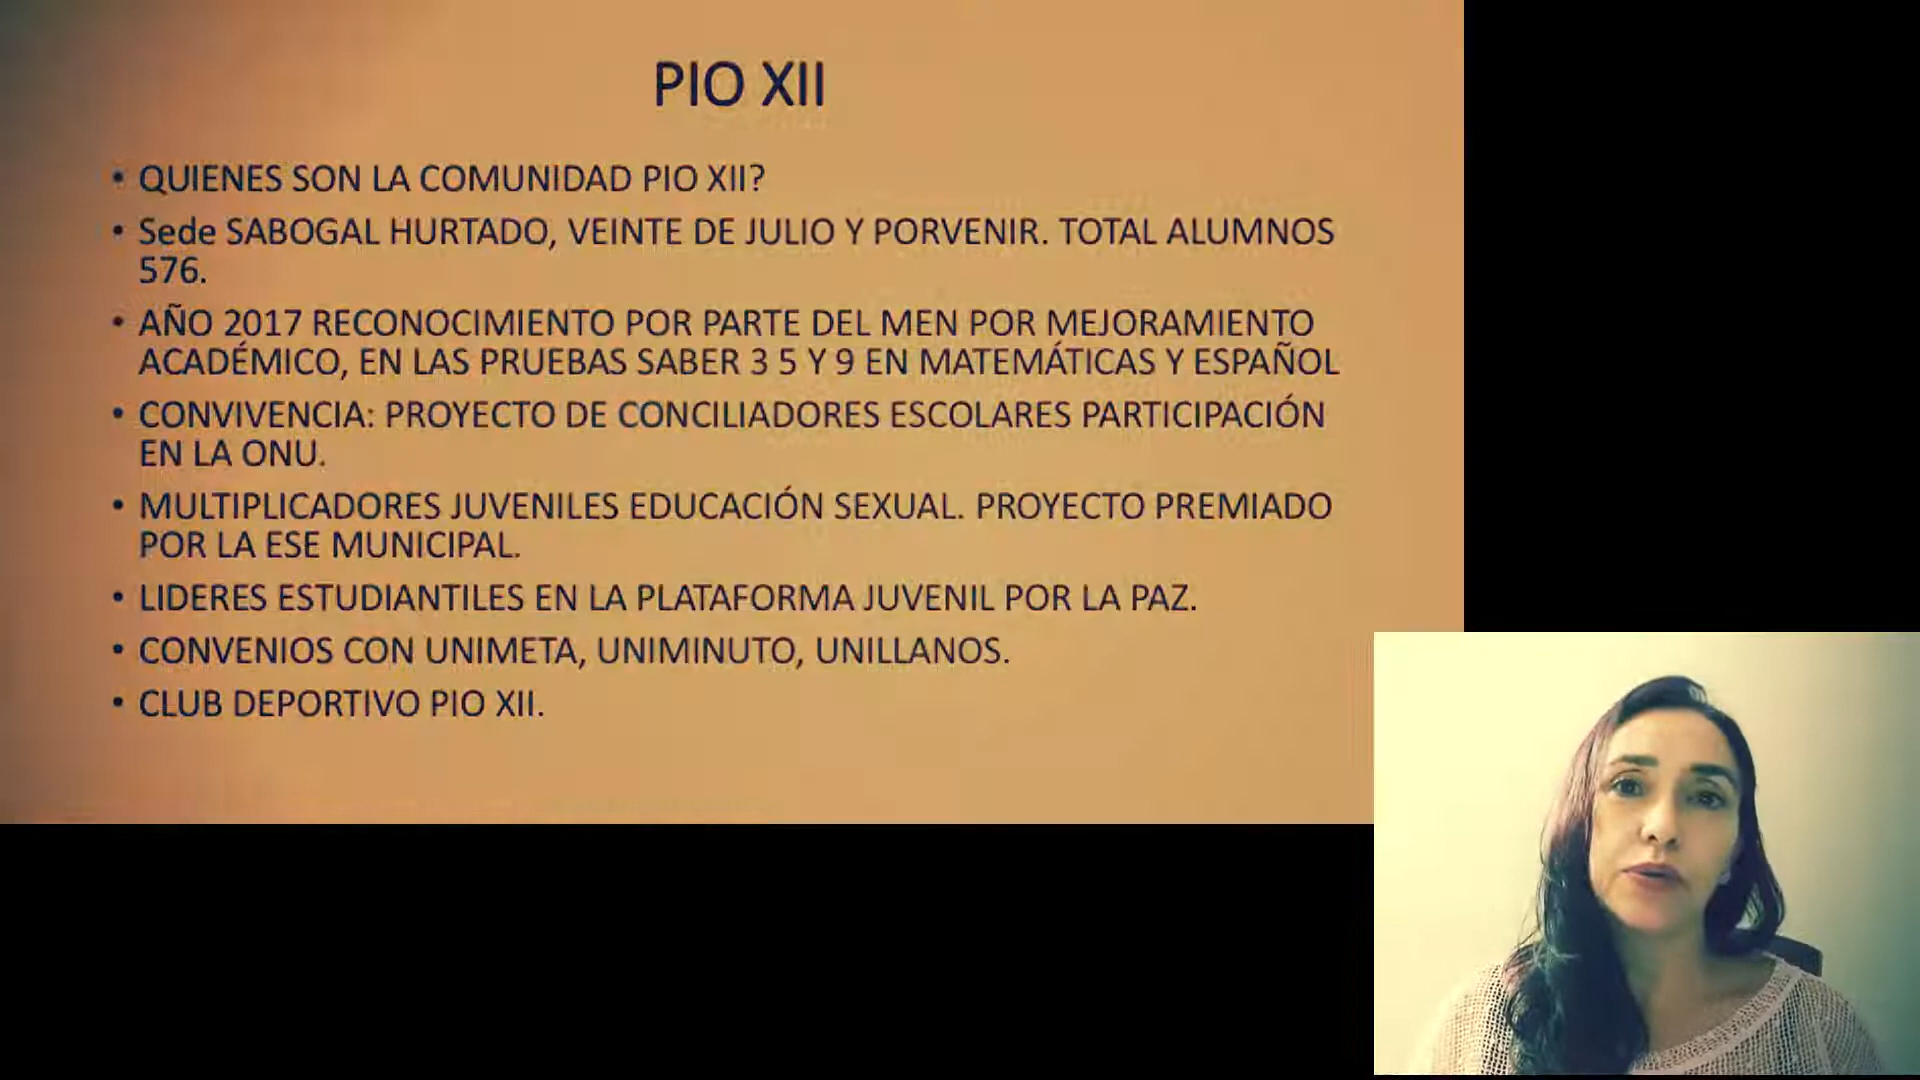 PIO XII
• QUIENES SON LA COMUNIDAD PIO XII?
• Sede SABOGAL HURTADO, VEINTE DE JULIO Y PORVENIR. TOTAL ALUMNOS
576.
• AÑO 2017 RECONOCIMIENTO POR PARTE DEL MEN POR MEJORAMIENTO
ACADÉMICO, EN LAS PRUEBAS SABER 3 5 Y 9 EN MATEMÁTICAS Y ESPAÑOL
• CONVIVENCIA: PROYECTO DE CONCILIADORES ESCOLARES PARTICIPACIÓN
EN LA ONU.
• MULTIPLICADORES JUVENILES EDUCACIÓN SEXUAL. PROYECTO PREMIADO
POR LA ESE MUNICIPAL.
• LIDERES ESTUDIANTILES EN LA PLATAFORMA JUVENIL POR LA PAZ.
• CONVENIOS CON UNIMETA, UNIMINUTO, UNILLANOS.
• CLUB DEPORTIVO PIO XII.